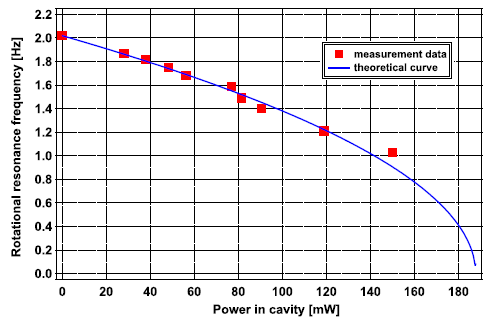 2.2
2.0
1.8
1.6
1.4
1.2
1.0
0.8
0.6
0.4
0.2
0.0
Rotational resonance frequency [Hz]
measurement data
theoretical curve
0 20 40 60 80 100 120 140 160 180
Power in cavity [mW]